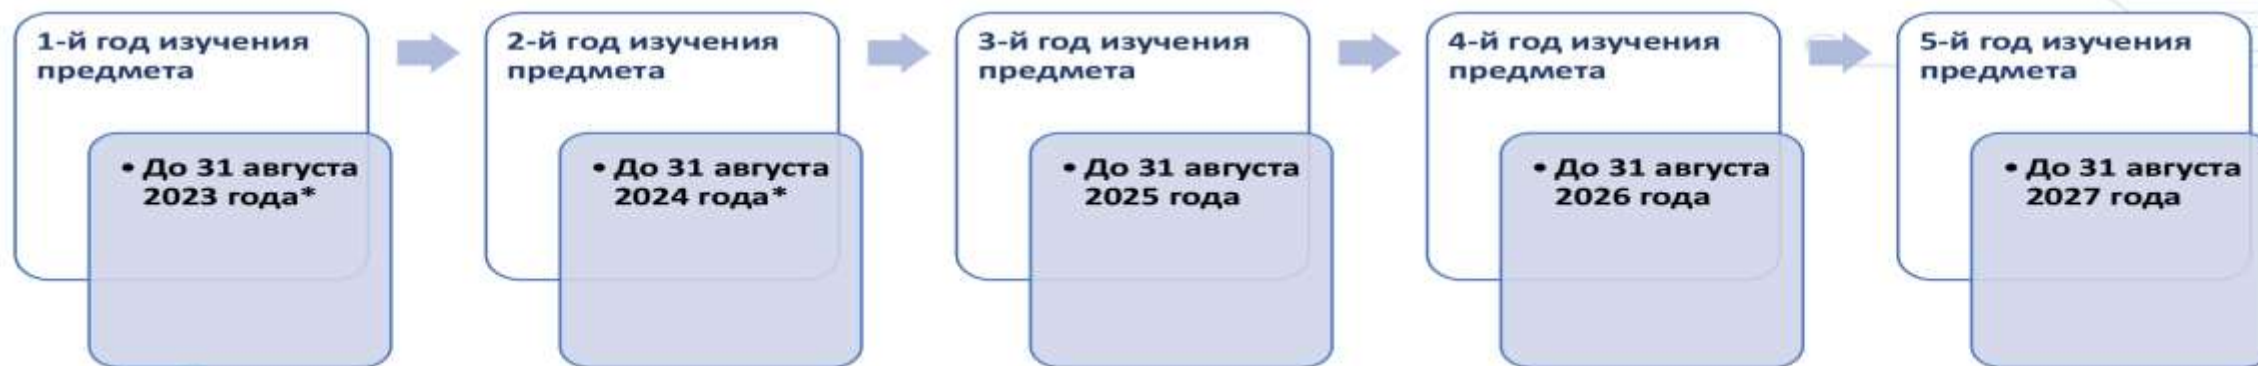 1-й год изучения
предмета
• До 31 августа
2023 года*
2-й год изучения
предмета
• До 31 августа
2024 года*
3-й год изучения
предмета
• До 31 августа
2025 года
4-й год изучения
предмета
• До 31 августа
2026 года
5-й год изучения
предмета
• До 31 августа
2027 года